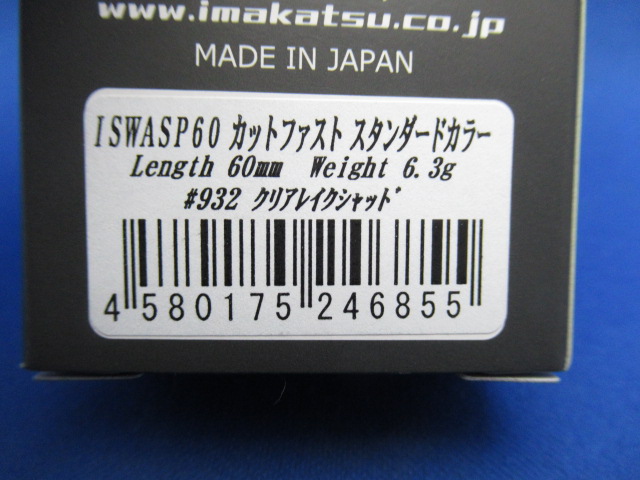 www.imakatsu.co.jp
MADE IN JAPAN
ISWASP60 カットファスト スタンダードカラー
Length 60mm Weight 6.3g
#932 クリアレイクシャッド
4 580175 246855